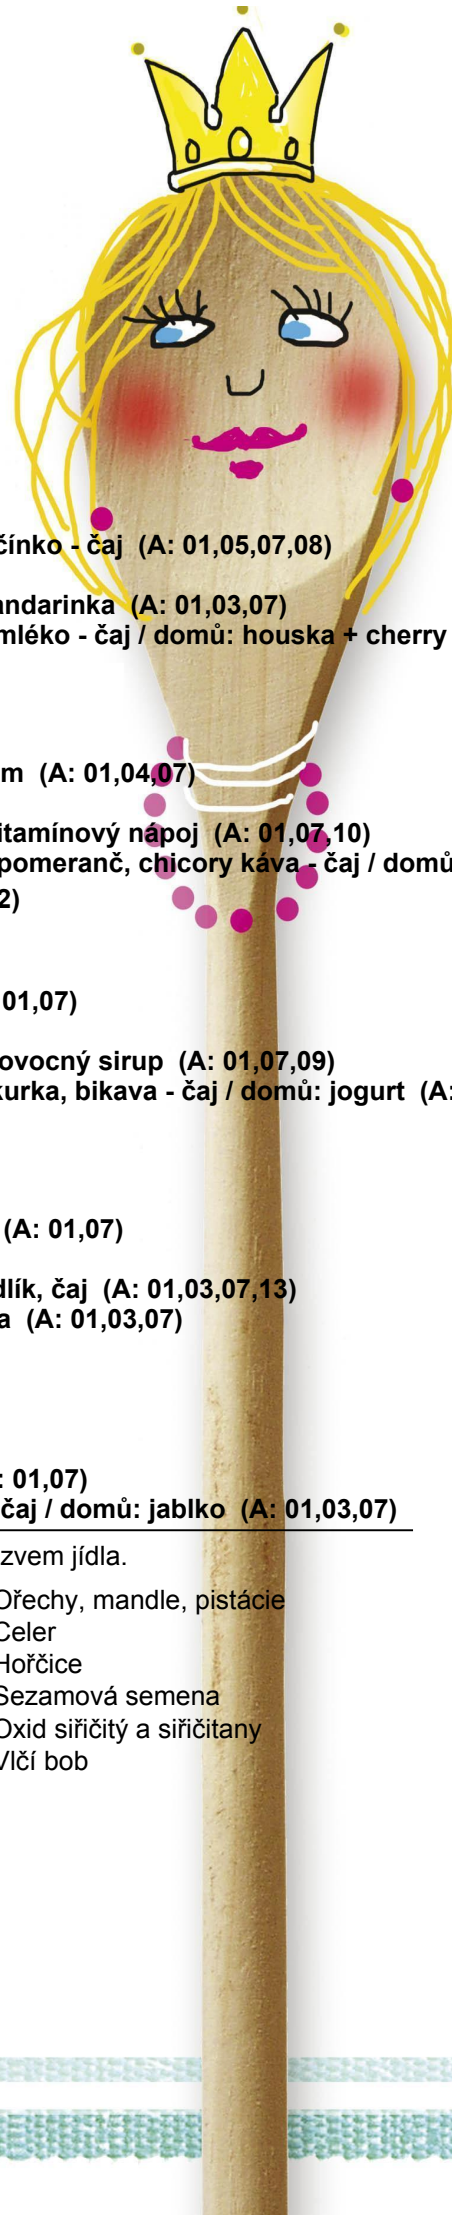 čínko - čaj (A: 01,05,07,08)
andarinka (A: 01,03,07)
mléko - čaj / domů: houska + cherry
m (A: 01,04,07)
itamínový nápoj (A: 01,07,10)
pomeranč, chicory káva - čaj / domů
2)
01,07)
ovocný sirup (A: 01,07,09)
kurka, bikava - čaj / domů: jogurt (A:
(A: 01,07)
dlík, čaj (A: 01,03,07,13)
a (A: 01,03,07)
: 01,07)
čaj / domů: jablko (A: 01,03,07)
zvem jídla.
Ořechy, mandle, pistácie
Celer
Hořčice
Sezamová semena
Oxid siřičitý a siřičitany
Vlčí bob